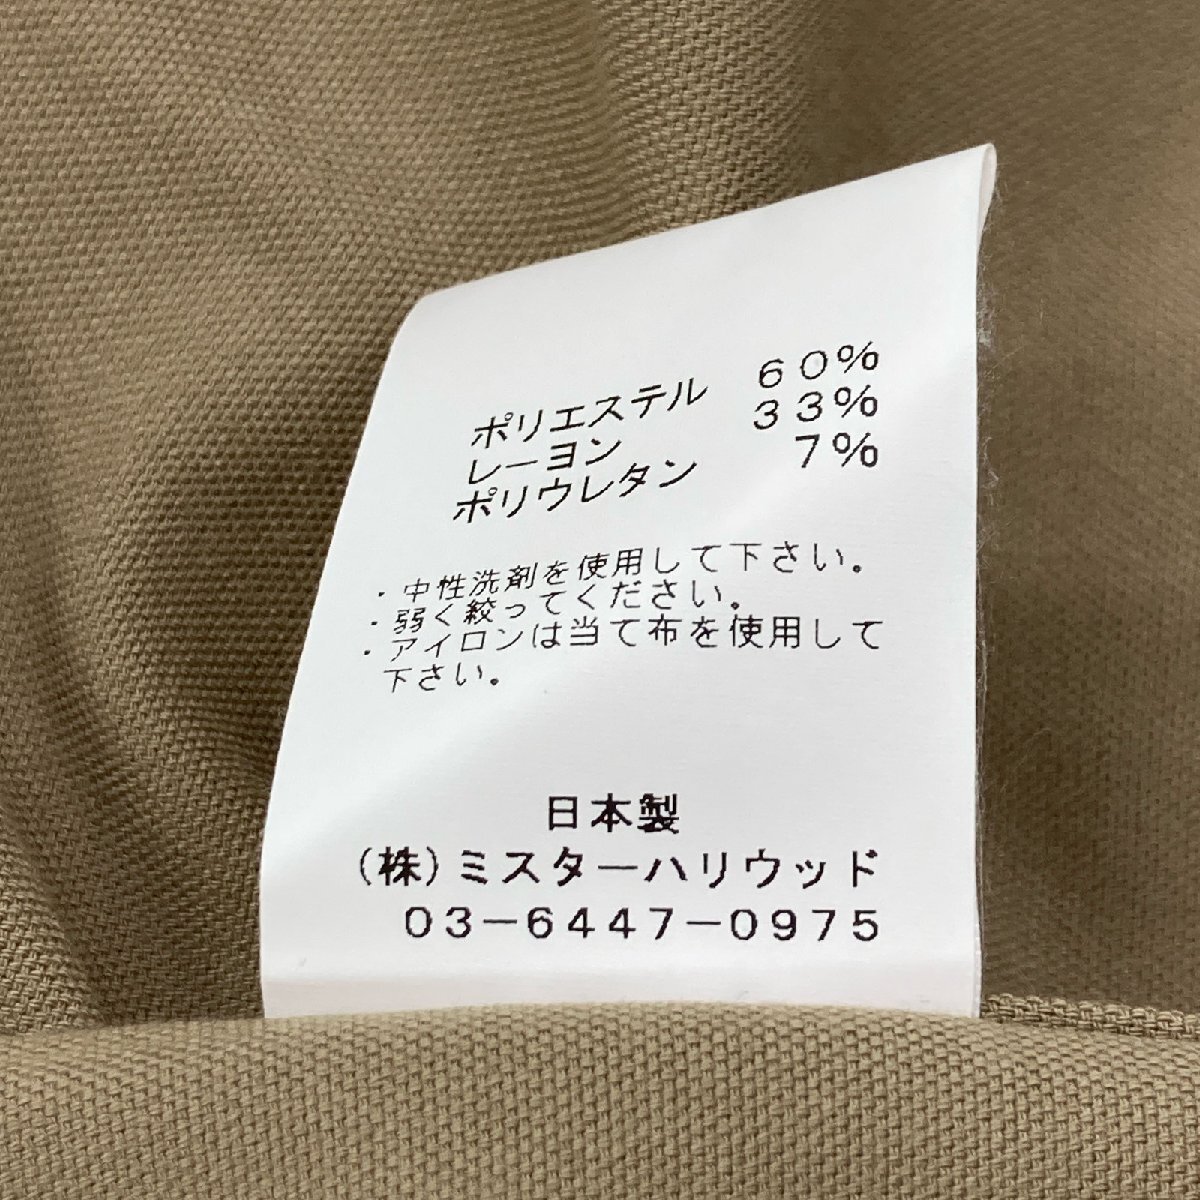 ポリエステル 60%
レーヨン 33%
ポリウレタン 7%
・中性洗剤を使用して下さい。
・弱く絞ってください。
・アイロンは当て布を使用して
下さい。
日本製
(株)ミスターハリウッド
03-6447-0975